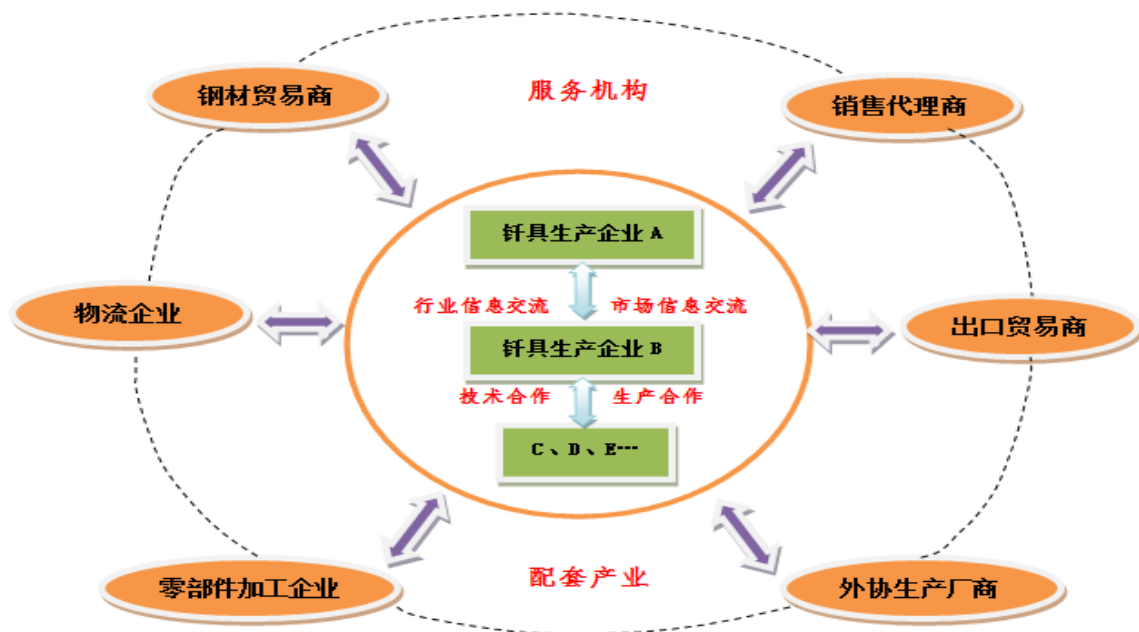 服务机构
钢材贸易商
销售代理商
钎具生产企业 A
行业信息交流
市场信息交流
物流企业
出口贸易商
钎具生产企业 B
技术合作
生产合作
C、D、E---
零部件加工企业
配套产业
外协生产厂商